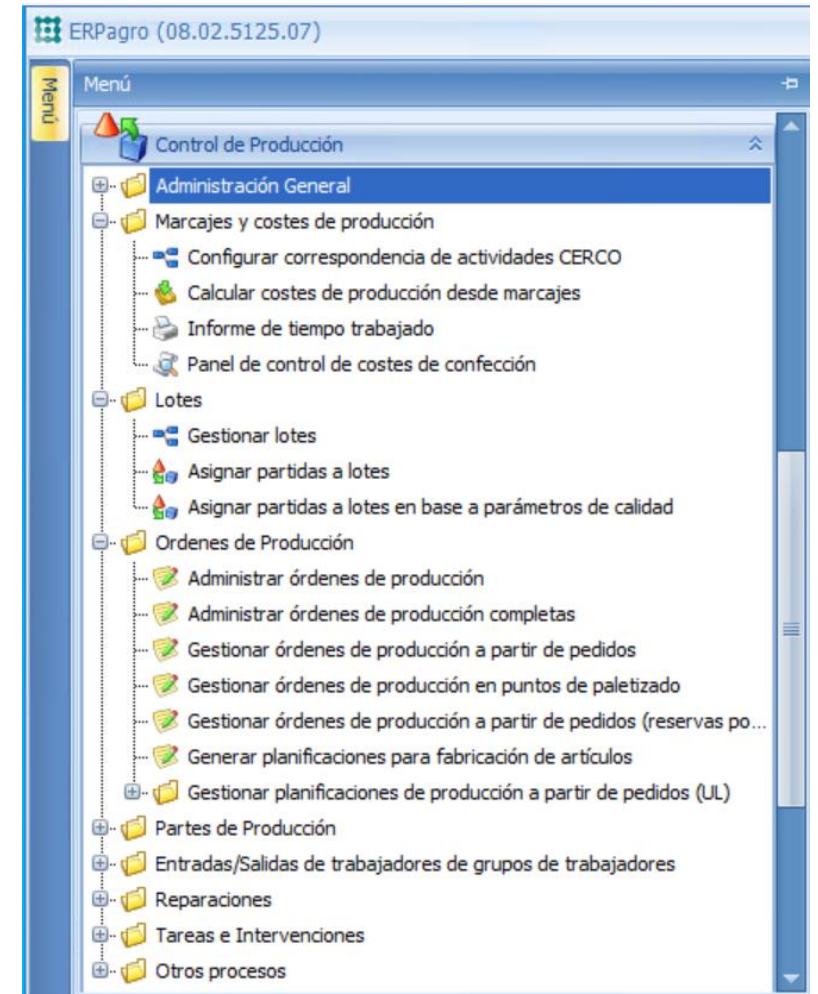 ERPagro (08.02.5125.07)
Menú
Menú
Control de Producción
Administración General
Marcajes y costes de producción
Configurar correspondencia de actividades CERCO
Calcular costes de producción desde marcajes
Informe de tiempo trabajado
Panel de control de costes de confección
Lotes
Gestionar lotes
Asignar partidas a lotes
Asignar partidas a lotes en base a parámetros de calidad
Ordenes de Producción
Administrar órdenes de producción
Administrar órdenes de producción completas
Gestionar órdenes de producción a partir de pedidos
Gestionar órdenes de producción en puntos de paletizado
Gestionar órdenes de producción a partir de pedidos (reservas po...
Generar planificaciones para fabricación de artículos
Gestionar planificaciones de producción a partir de pedidos (UL)
Partes de Producción
Entradas/Salidas de trabajadores de grupos de trabajadores
Reparaciones
Tareas e Intervenciones
Otros procesos